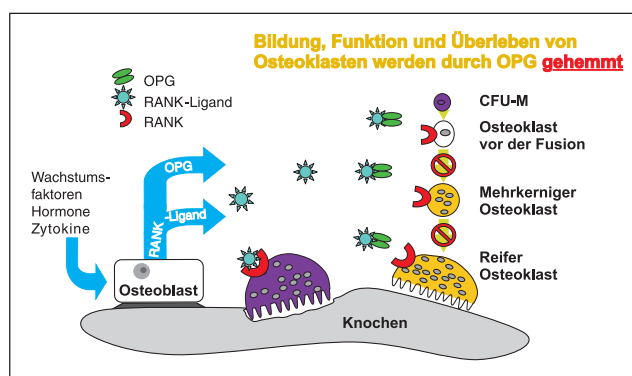 Bildung, Funktion und Überleben von
Osteoklasten werden durch OPG gehemmt
OPG
RANK-Ligand
RANK
CFU-M
Osteoklast
vor der Fusion
Mehrkerniger
Osteoklast
Reifer
Osteoklast
Wachstums-
faktoren
Hormone
Zytokine
OPG
RANK
-Ligand
Osteoblast
Knochen